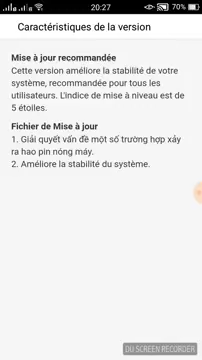 20:27
70%
Caractéristiques de la version
Mise à jour recommandée
Cette version améliore la stabilité de votre
système, recommandée pour tous les
utilisateurs. L'indice de mise à niveau est de
5 étoiles.
Fichier de Mise à jour
1. Giải quyết vấn đề một số trường hợp xảy
ra hao pin nóng máy.
2. Améliore la stabilité du système.
DU SCREEN RECORDER